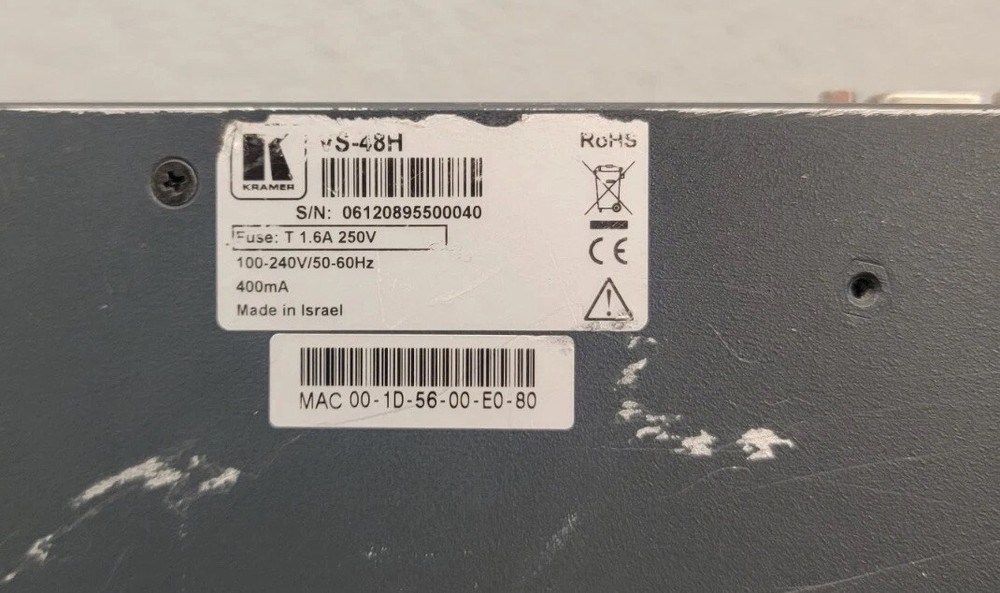 VS-48H
RoHS
KRAMER
S/N: 06120895500040
Fuse: T 1.6A 250V
CE
100-240V/50-60Hz
400mA
Made in Israel
MAC 00-1D-56-00-E0-80